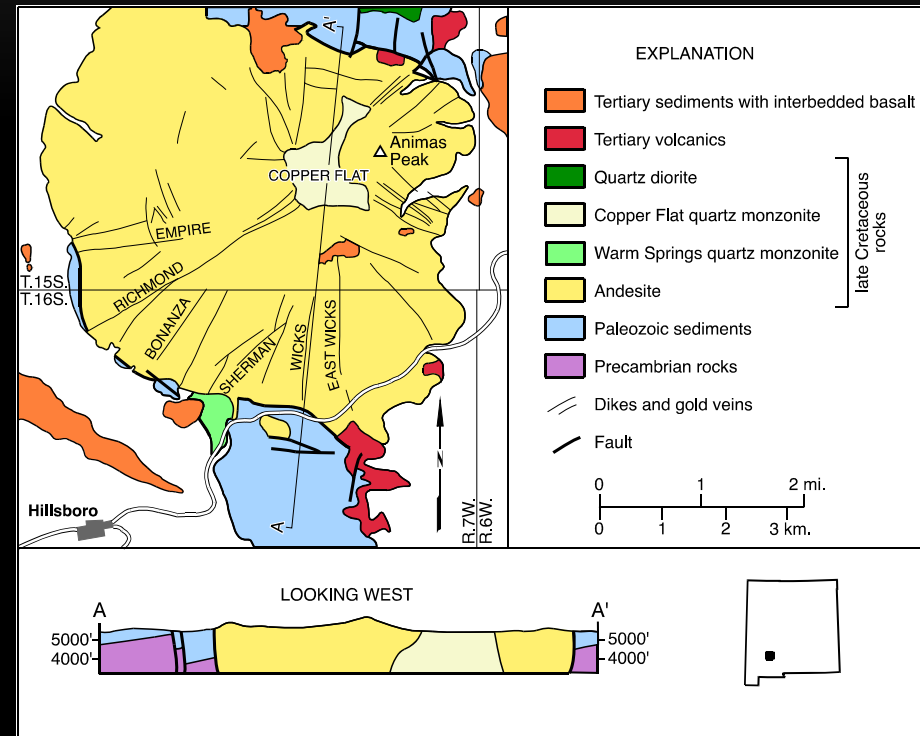 A'
Animas
Peak
COPPER FLAT
EMPIRE
T.15S.
T.16S.
RICHMOND
BONANZA
SHERMAN
WICKS
EAST WICKS
N
Hillsboro
A
R.7W.
R.6W.
EXPLANATION
Tertiary sediments with interbedded basalt
Tertiary volcanics
Quartz diorite
Copper Flat quartz monzonite
Warm Springs quartz monzonite
Andesite
late Cretaceous
rocks
Paleozoic sediments
Precambrian rocks
Dikes and gold veins
Fault
0 1 2 mi.
0 1 2 3 km.
LOOKING WEST
A A'
5000' 5000'
4000' 4000'